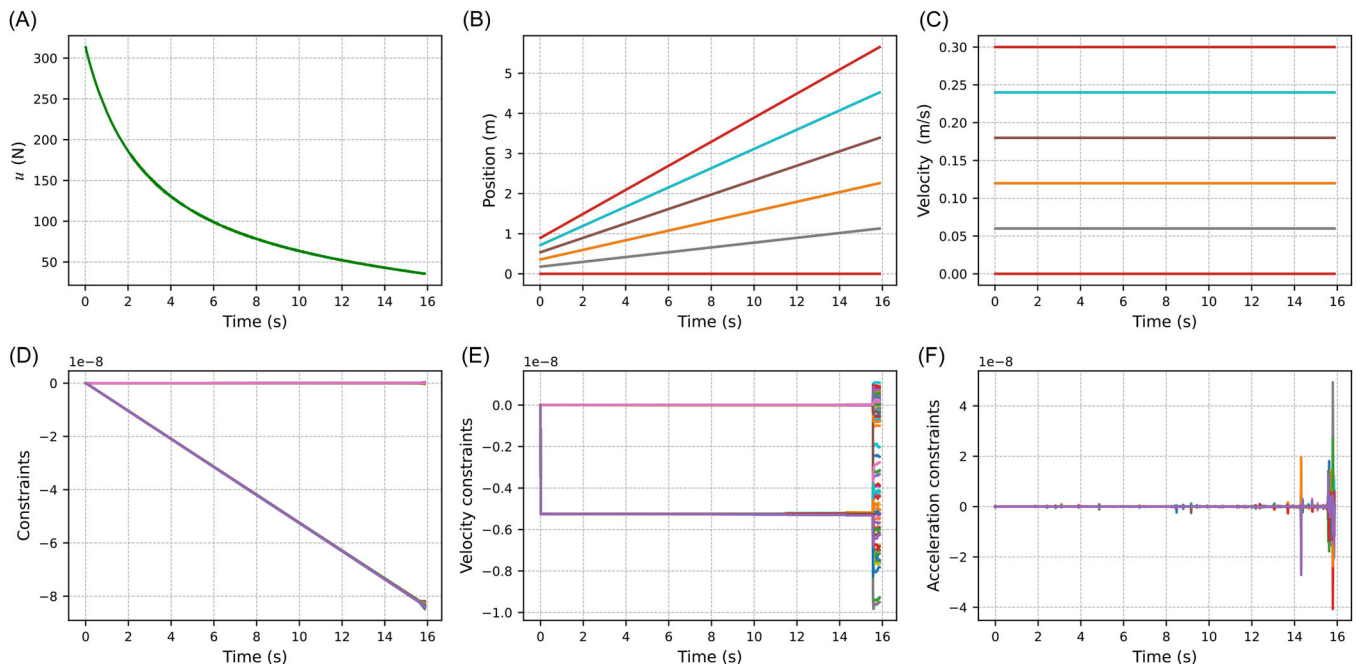 (A)
300
250
200
150
100
50
u (N)
0 2 4 6 8 10 12 14 16
Time (s)
(B)
5
4
3
2
1
0
Position (m)
0 2 4 6 8 10 12 14 16
Time (s)
(C)
0.30
0.25
0.20
0.15
0.10
0.05
0.00
Velocity (m/s)
0 2 4 6 8 10 12 14 16
Time (s)
(D)
1e−8
0
−2
−4
−6
−8
Constraints
0 2 4 6 8 10 12 14 16
Time (s)
(E)
1e−8
0.0
−0.2
−0.4
−0.6
−0.8
−1.0
Velocity constraints
0 2 4 6 8 10 12 14 16
Time (s)
(F)
1e−8
4
2
0
−2
−4
Acceleration constraints
0 2 4 6 8 10 12 14 16
Time (s)